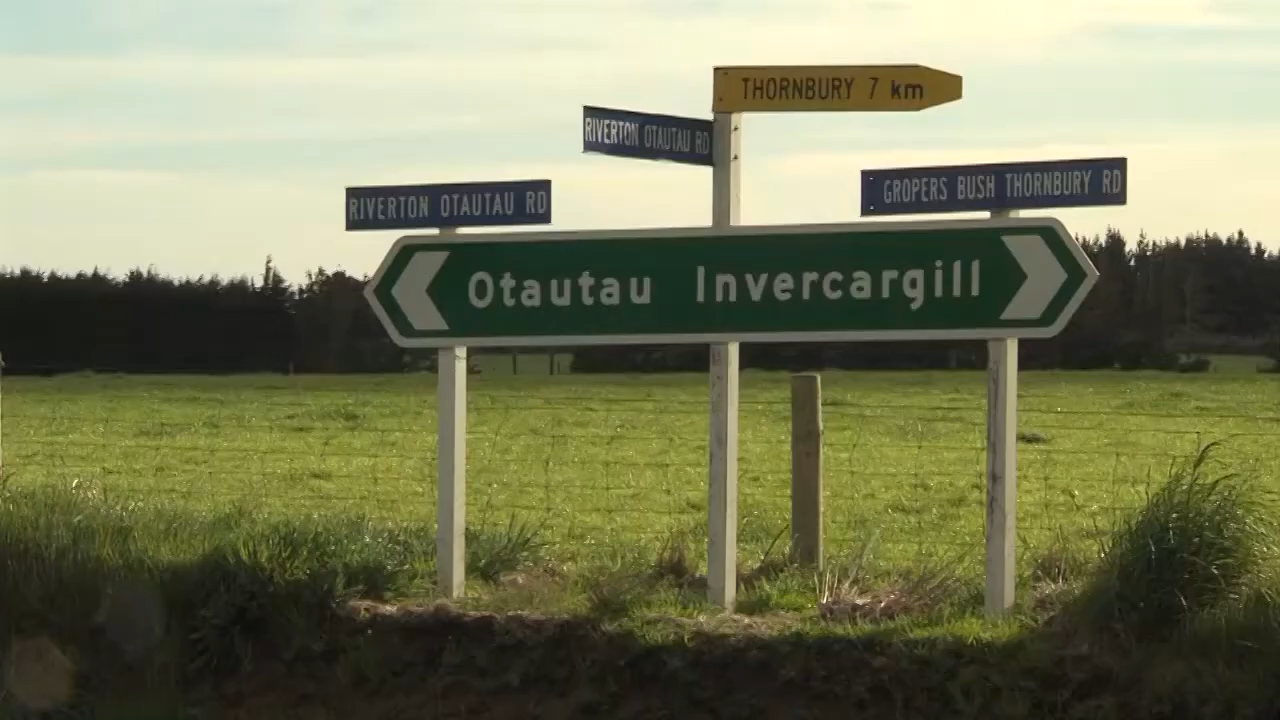 THORNBURY 7 km
RIVERTON OTAUTAU RD
RIVERTON OTAUTAU RD
GROPERS BUSH THORNBURY RD
Otautau Invercargill